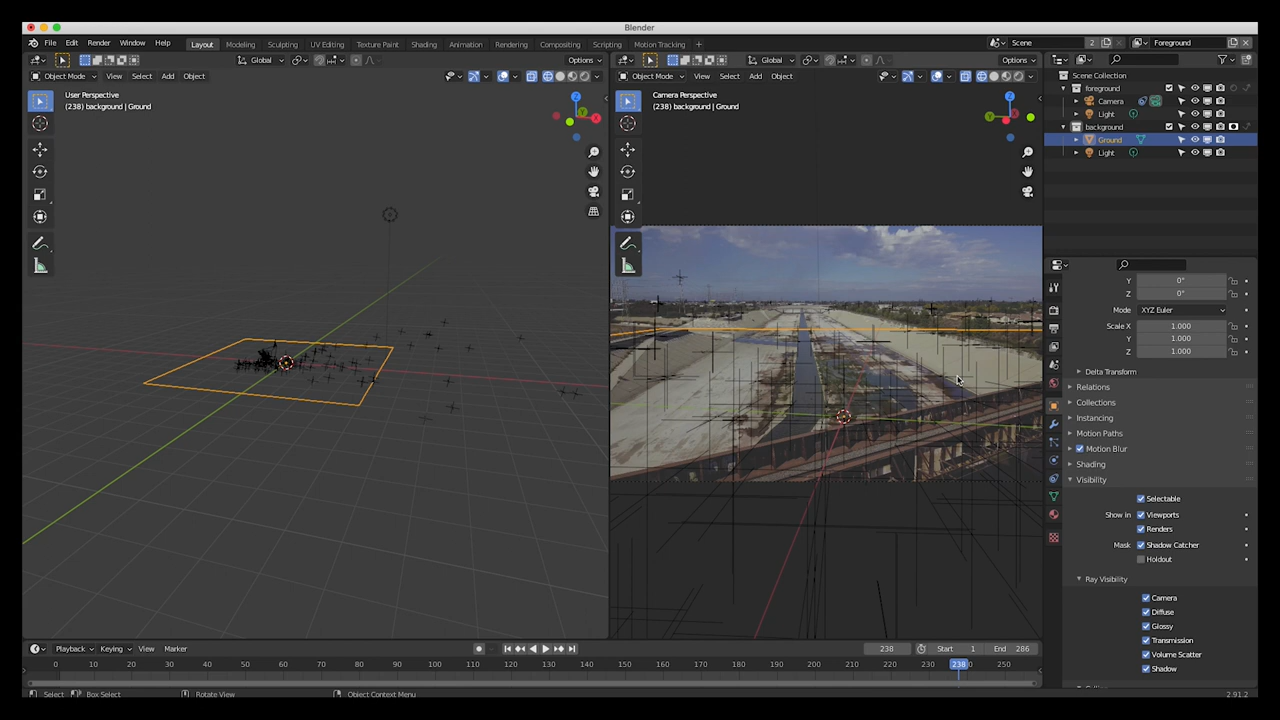 Blender
File Edit Render Window Help Layout Modeling Sculpting UV Editing Texture Paint Shading Animation Rendering Compositing Scripting Motion Tracking + Scene 2 Foreground
Global Options
Object Mode View Select Add Object
User Perspective
(238) background | Ground
Global Options
Object Mode View Select Add Object
Camera Perspective
(238) background | Ground
Scene Collection
foreground
Camera
Light
background
Ground
Light
Y 0°
Z 0°
Mode XYZ Euler
Scale X 1.000
Y 1.000
Z 1.000
Delta Transform
Relations
Collections
Instancing
Motion Paths
Motion Blur
Shading
Visibility
Selectable
Show in Viewports
Renders
Mask Shadow Catcher
Holdout
Ray Visibility
Camera
Diffuse
Glossy
Transmission
Volume Scatter
Shadow
Playback Keying View Marker 238 Start 1 End 286
0 10 20 30 40 50 60 70 80 90 100 110 120 130 140 150 160 170 180 190 200 210 220 230 238 250
Select Box Select Rotate View Object Context Menu 2.91.2